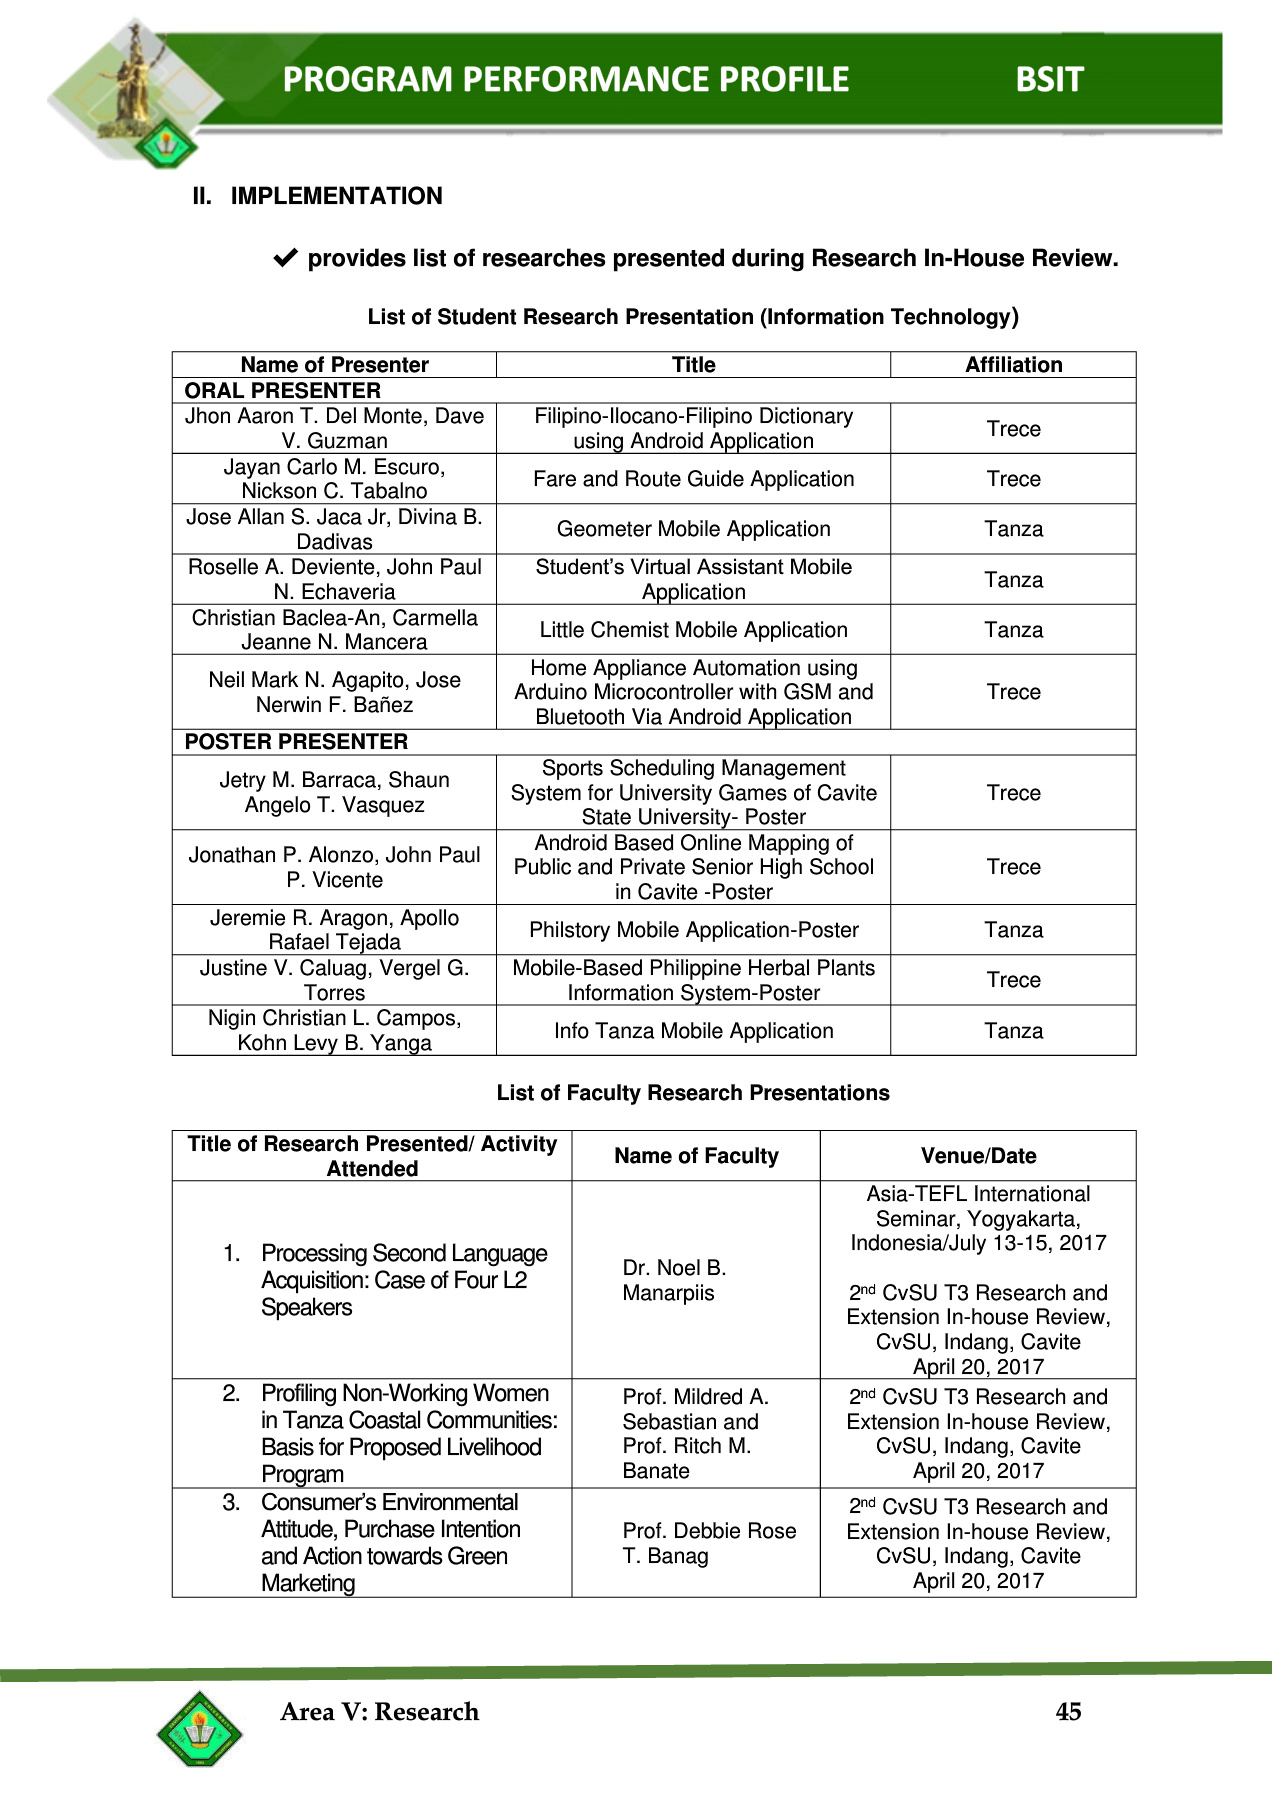 PROGRAM PERFORMANCE PROFILE BSIT
II. IMPLEMENTATION
✔ provides list of researches presented during Research In-House Review.
List of Student Research Presentation (Information Technology)
Name of Presenter Title Affiliation
ORAL PRESENTER
Jhon Aaron T. Del Monte, Dave
V. Guzman
Filipino-Ilocano-Filipino Dictionary
using Android Application
Trece
Jayan Carlo M. Escuro,
Nickson C. Tabalno
Fare and Route Guide Application
Trece
Jose Allan S. Jaca Jr, Divina B.
Dadivas
Geometer Mobile Application
Tanza
Roselle A. Deviente, John Paul
N. Echaveria
Student’s Virtual Assistant Mobile
Application
Tanza
Christian Baclea-An, Carmella
Jeanne N. Mancera
Little Chemist Mobile Application
Tanza
Neil Mark N. Agapito, Jose
Nerwin F. Bañez
Home Appliance Automation using
Arduino Microcontroller with GSM and
Bluetooth Via Android Application
Trece
POSTER PRESENTER
Jetry M. Barraca, Shaun
Angelo T. Vasquez
Sports Scheduling Management
System for University Games of Cavite
State University- Poster
Trece
Jonathan P. Alonzo, John Paul
P. Vicente
Android Based Online Mapping of
Public and Private Senior High School
in Cavite -Poster
Trece
Jeremie R. Aragon, Apollo
Rafael Tejada
Philstory Mobile Application-Poster
Tanza
Justine V. Caluag, Vergel G.
Torres
Mobile-Based Philippine Herbal Plants
Information System-Poster
Trece
Nigin Christian L. Campos,
Kohn Levy B. Yanga
Info Tanza Mobile Application
Tanza
List of Faculty Research Presentations
Title of Research Presented/ Activity
Attended
Name of Faculty
Venue/Date
1. Processing Second Language
Acquisition: Case of Four L2
Speakers
Dr. Noel B.
Manarpiis
Asia-TEFL International
Seminar, Yogyakarta,
Indonesia/July 13-15, 2017
2nd CvSU T3 Research and
Extension In-house Review,
CvSU, Indang, Cavite
April 20, 2017
2. Profiling Non-Working Women
in Tanza Coastal Communities:
Basis for Proposed Livelihood
Program
Prof. Mildred A.
Sebastian and
Prof. Ritch M.
Banate
2nd CvSU T3 Research and
Extension In-house Review,
CvSU, Indang, Cavite
April 20, 2017
3. Consumer’s Environmental
Attitude, Purchase Intention
and Action towards Green
Marketing
Prof. Debbie Rose
T. Banag
2nd CvSU T3 Research and
Extension In-house Review,
CvSU, Indang, Cavite
April 20, 2017
Area V: Research 45